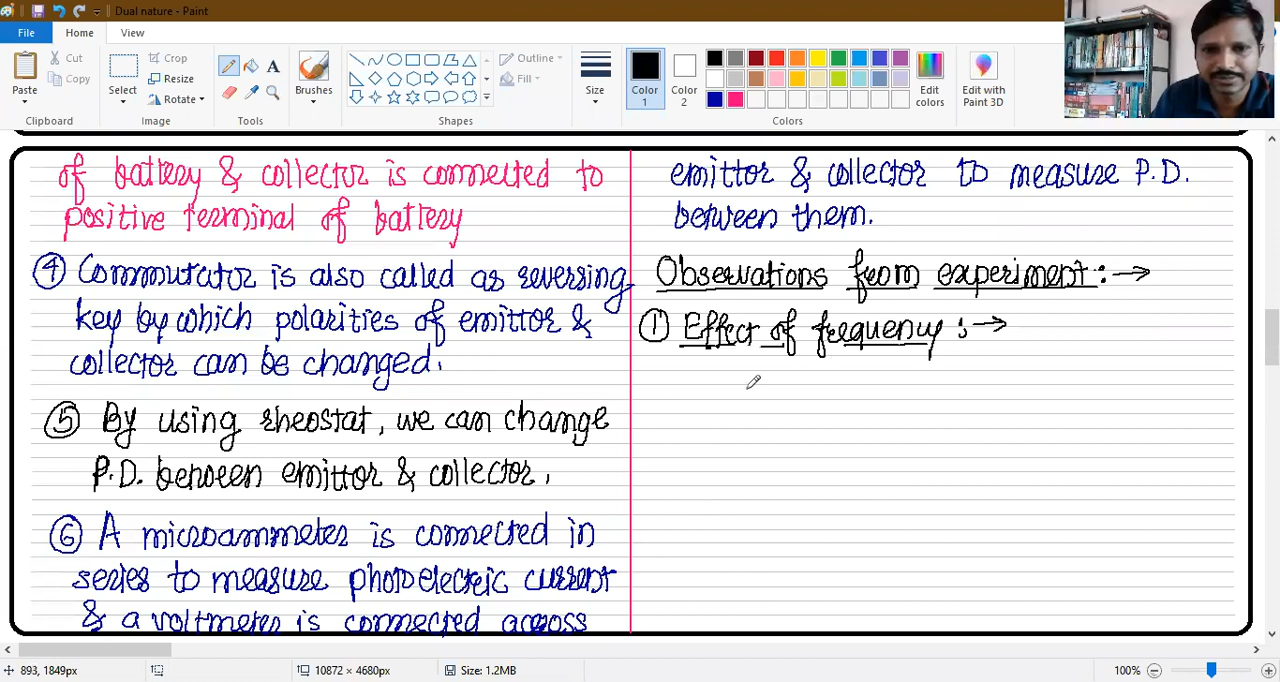 Dual nature - Paint
File
Home
View
Paste
Cut
Copy
Clipboard
Select
Crop
Resize
Rotate
Image
A
Tools
Brushes
Outline
Fill
Shapes
Size
Color 1
Color 2
Edit colors
Edit with Paint 3D
Colors
of battery & collector is connected to
positive terminal of battery
④ Commutator is also called as reversing
key by which polarities of emittor &
collector can be changed.
⑤ By using rheostat, we can change
P.D. between emittor & collector.
⑥ A microammeter is connected in
series to measure photoelectric current
& a voltmeter is connected across
emittor & collector to measure P.D.
between them.
Observations from experiment :→
① Effect of frequency :→
893, 1849px
10872 × 4680px
Size: 1.2MB
100%